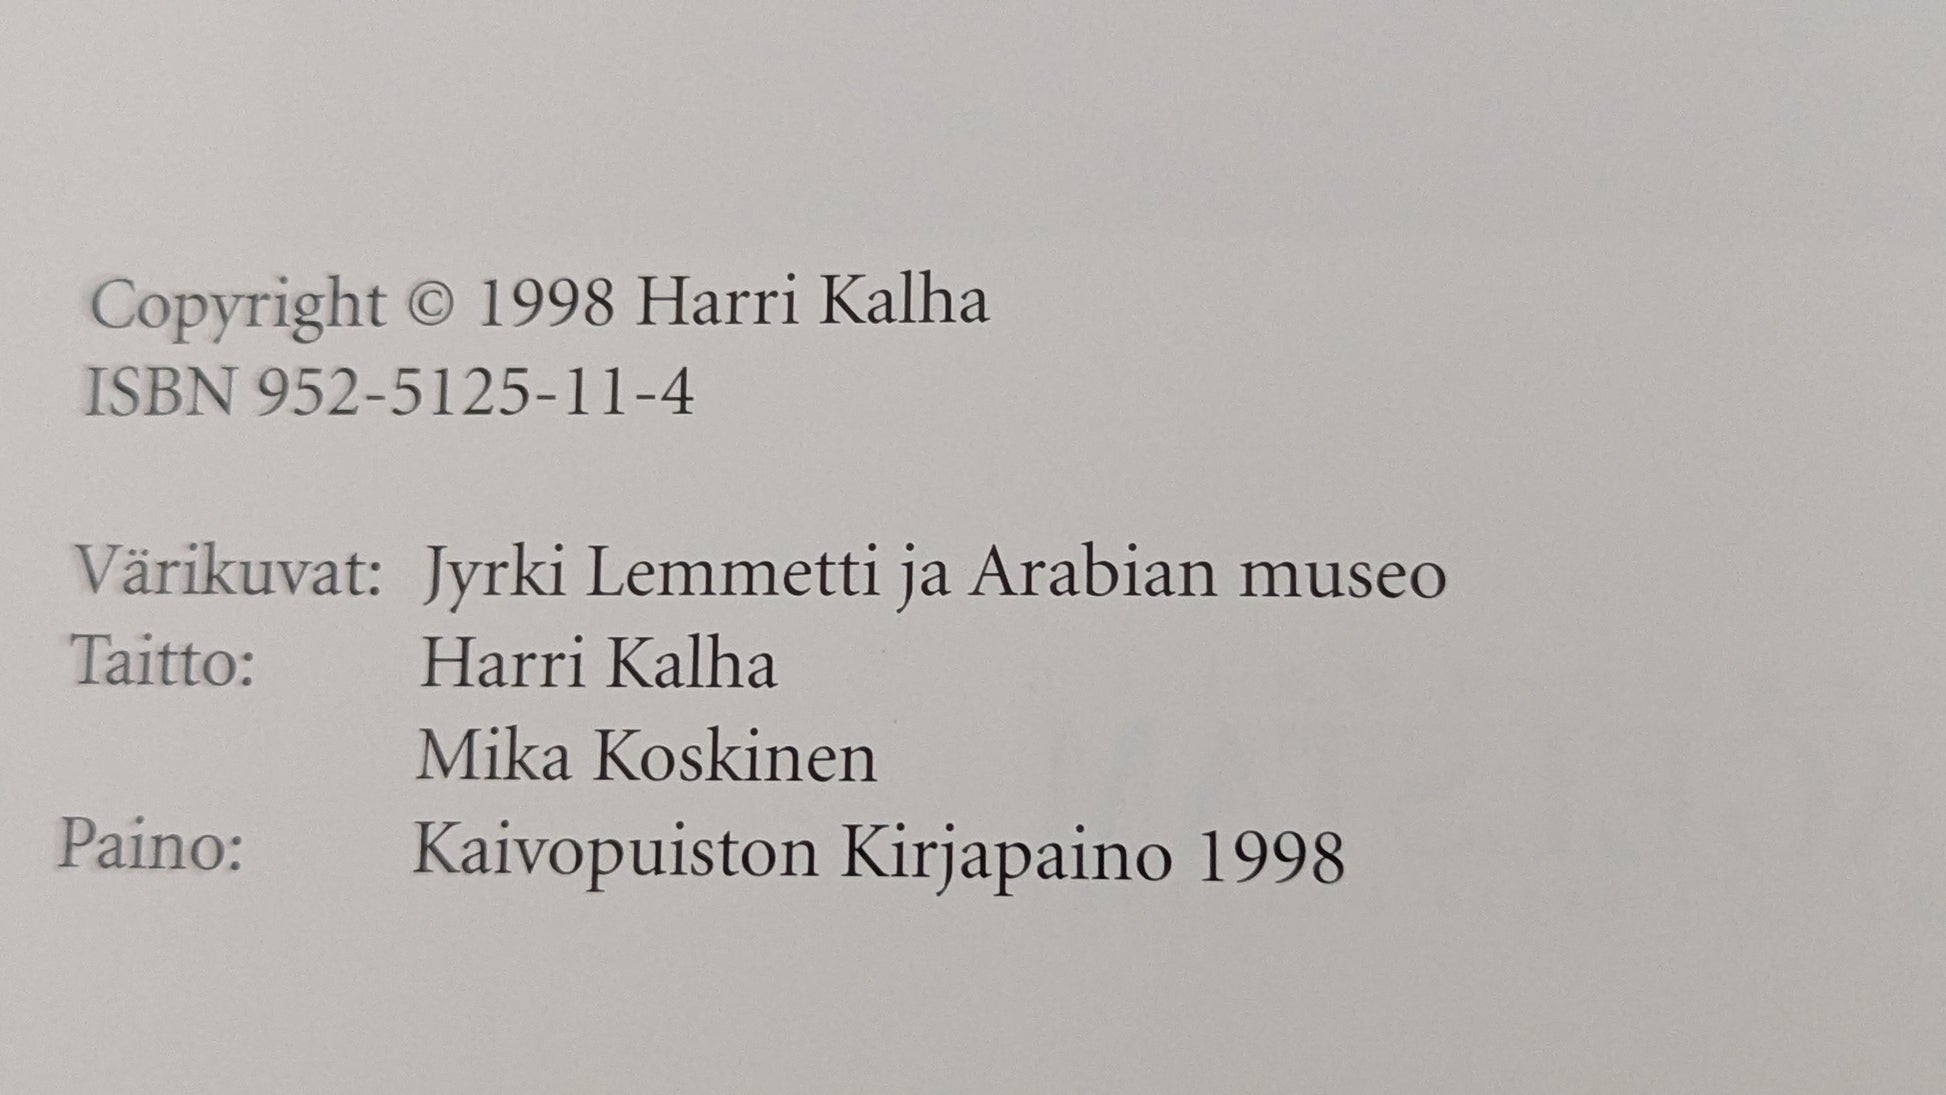 Copyright © 1998 Harri Kalha
ISBN 952-5125-11-4
Värikuvat: Jyrki Lemmetti ja Arabian museo
Taitto: Harri Kalha
Mika Koskinen
Paino: Kaivopuiston Kirjapaino 1998